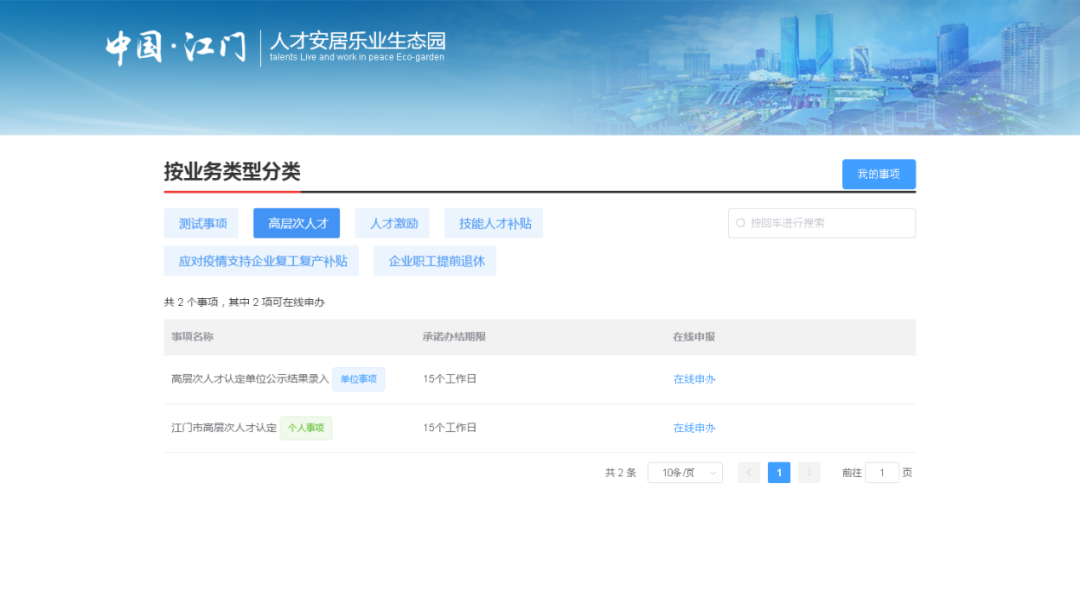 中国·江门
人才安居乐业生态园
talents Live and work in peace Eco-garden
按业务类型分类
我的事项
测试事项 高层次人才 人才激励 技能人才补贴
按回车进行搜索
应对疫情支持企业复工复产补贴 企业职工提前退休
共 2 个事项，其中 2 项可在线申办
事项名称 承诺办结期限 在线申报
高层次人才认定单位公示结果录入 单位事项 15个工作日 在线申办
江门市高层次人才认定 个人事项 15个工作日 在线申办
共 2 条 10条/页 1 前往 1 页